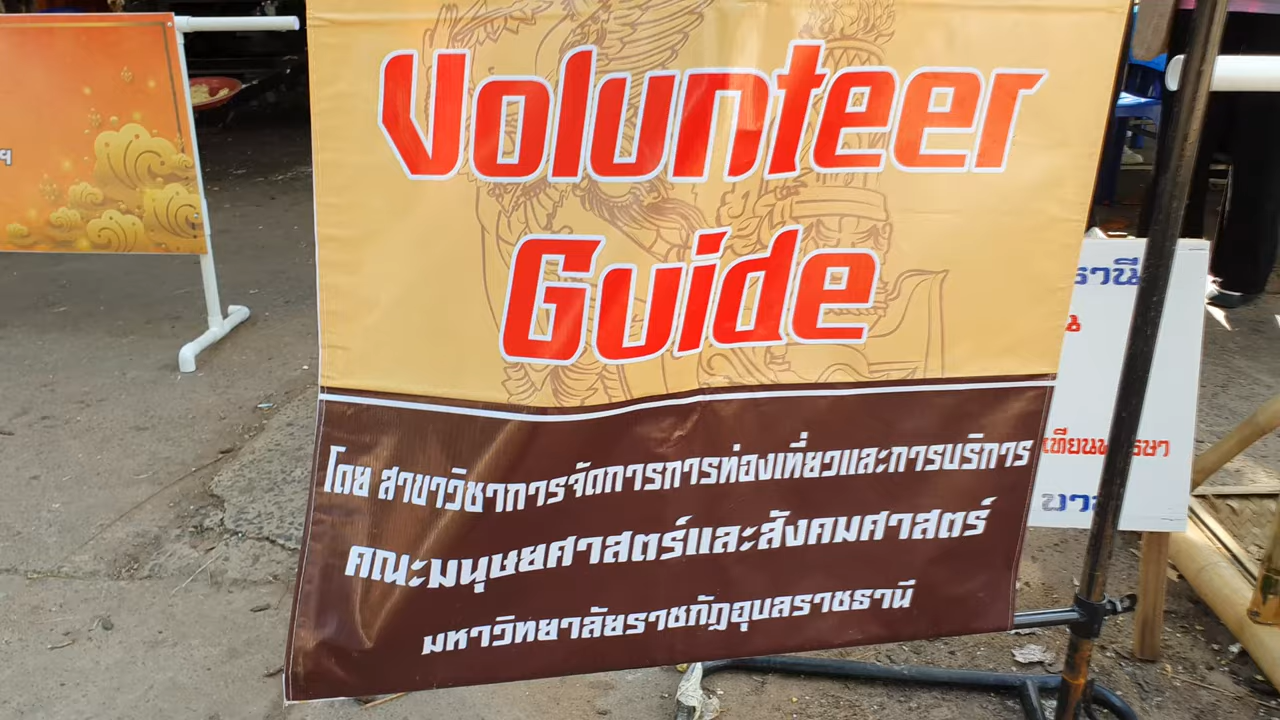 Volunteer
Guide
โดย สาขาวิชาการจัดการการท่องเที่ยวและการบริการ
คณะมนุษยศาสตร์และสังคมศาสตร์
มหาวิทยาลัยราชภัฏอุบลราชธานี